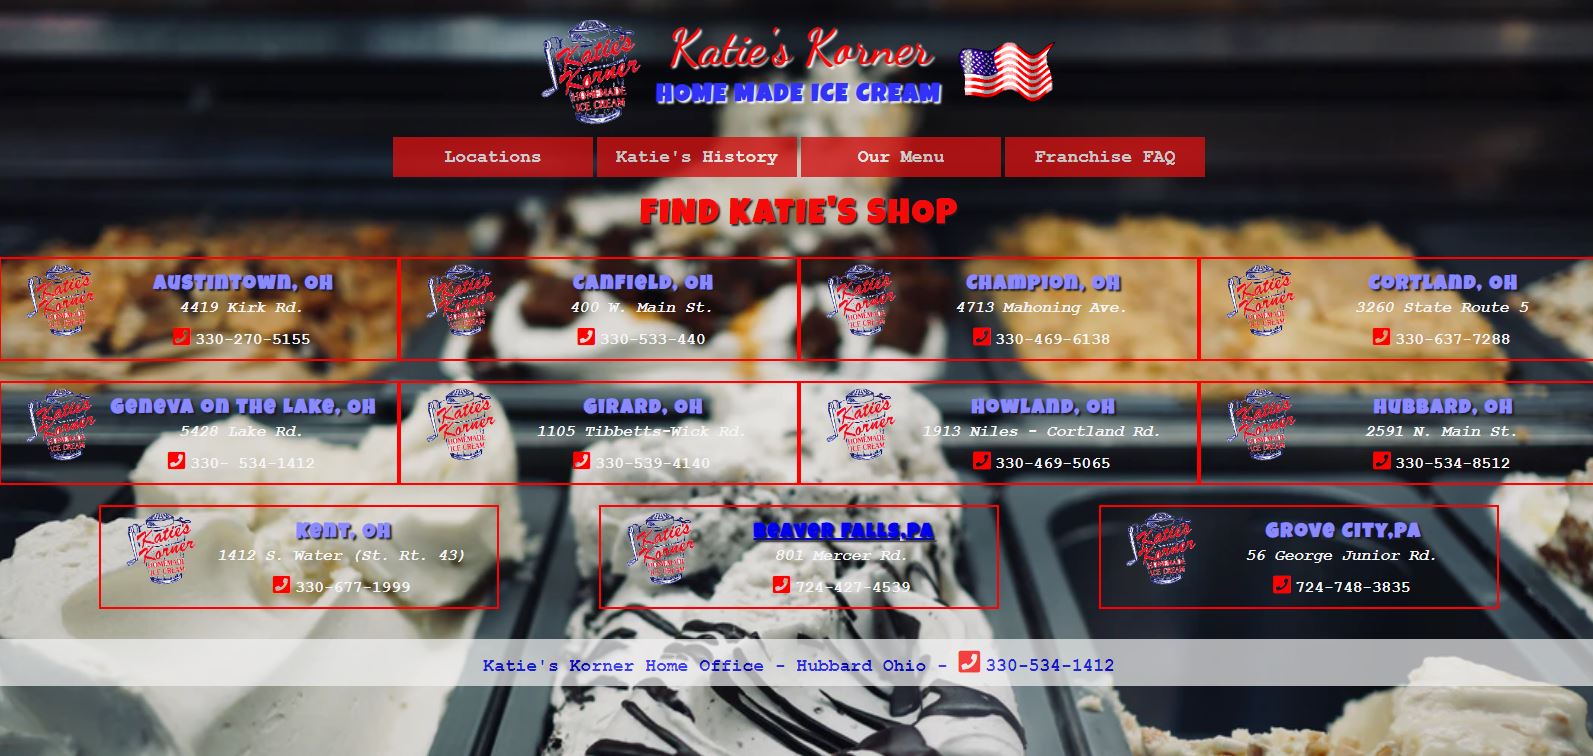 Katie's Korner HOMEMADE ICE CREAM
Katie's Korner
HOME MADE ICE CREAM
Locations
Katie's History
Our Menu
Franchise FAQ
FIND KATIE'S SHOP
Katie's Korner HOMEMADE ICE CREAM
Austintown, OH
4419 Kirk Rd.
330-270-5155
Katie's Korner HOMEMADE ICE CREAM
Canfield, OH
400 W. Main St.
330-533-440
Katie's Korner HOMEMADE ICE CREAM
Champion, OH
4713 Mahoning Ave.
330-469-6138
Katie's Korner HOMEMADE ICE CREAM
Cortland, OH
3260 State Route 5
330-637-7288
Katie's Korner HOMEMADE ICE CREAM
Geneva on the Lake, OH
5428 Lake Rd.
330- 534-1412
Katie's Korner HOMEMADE ICE CREAM
Girard, OH
1105 Tibbetts-Wick Rd.
330-539-4140
Katie's Korner HOMEMADE ICE CREAM
Howland, OH
1913 Niles - Cortland Rd.
330-469-5065
Katie's Korner HOMEMADE ICE CREAM
Hubbard, OH
2591 N. Main St.
330-534-8512
Katie's Korner HOMEMADE ICE CREAM
Kent, OH
1412 S. Water (St. Rt. 43)
330-677-1999
Katie's Korner HOMEMADE ICE CREAM
Beaver Falls,PA
801 Mercer Rd.
724-427-4539
Katie's Korner HOMEMADE ICE CREAM
Grove City,PA
56 George Junior Rd.
724-748-3835
Katie's Korner Home Office - Hubbard Ohio - 330-534-1412